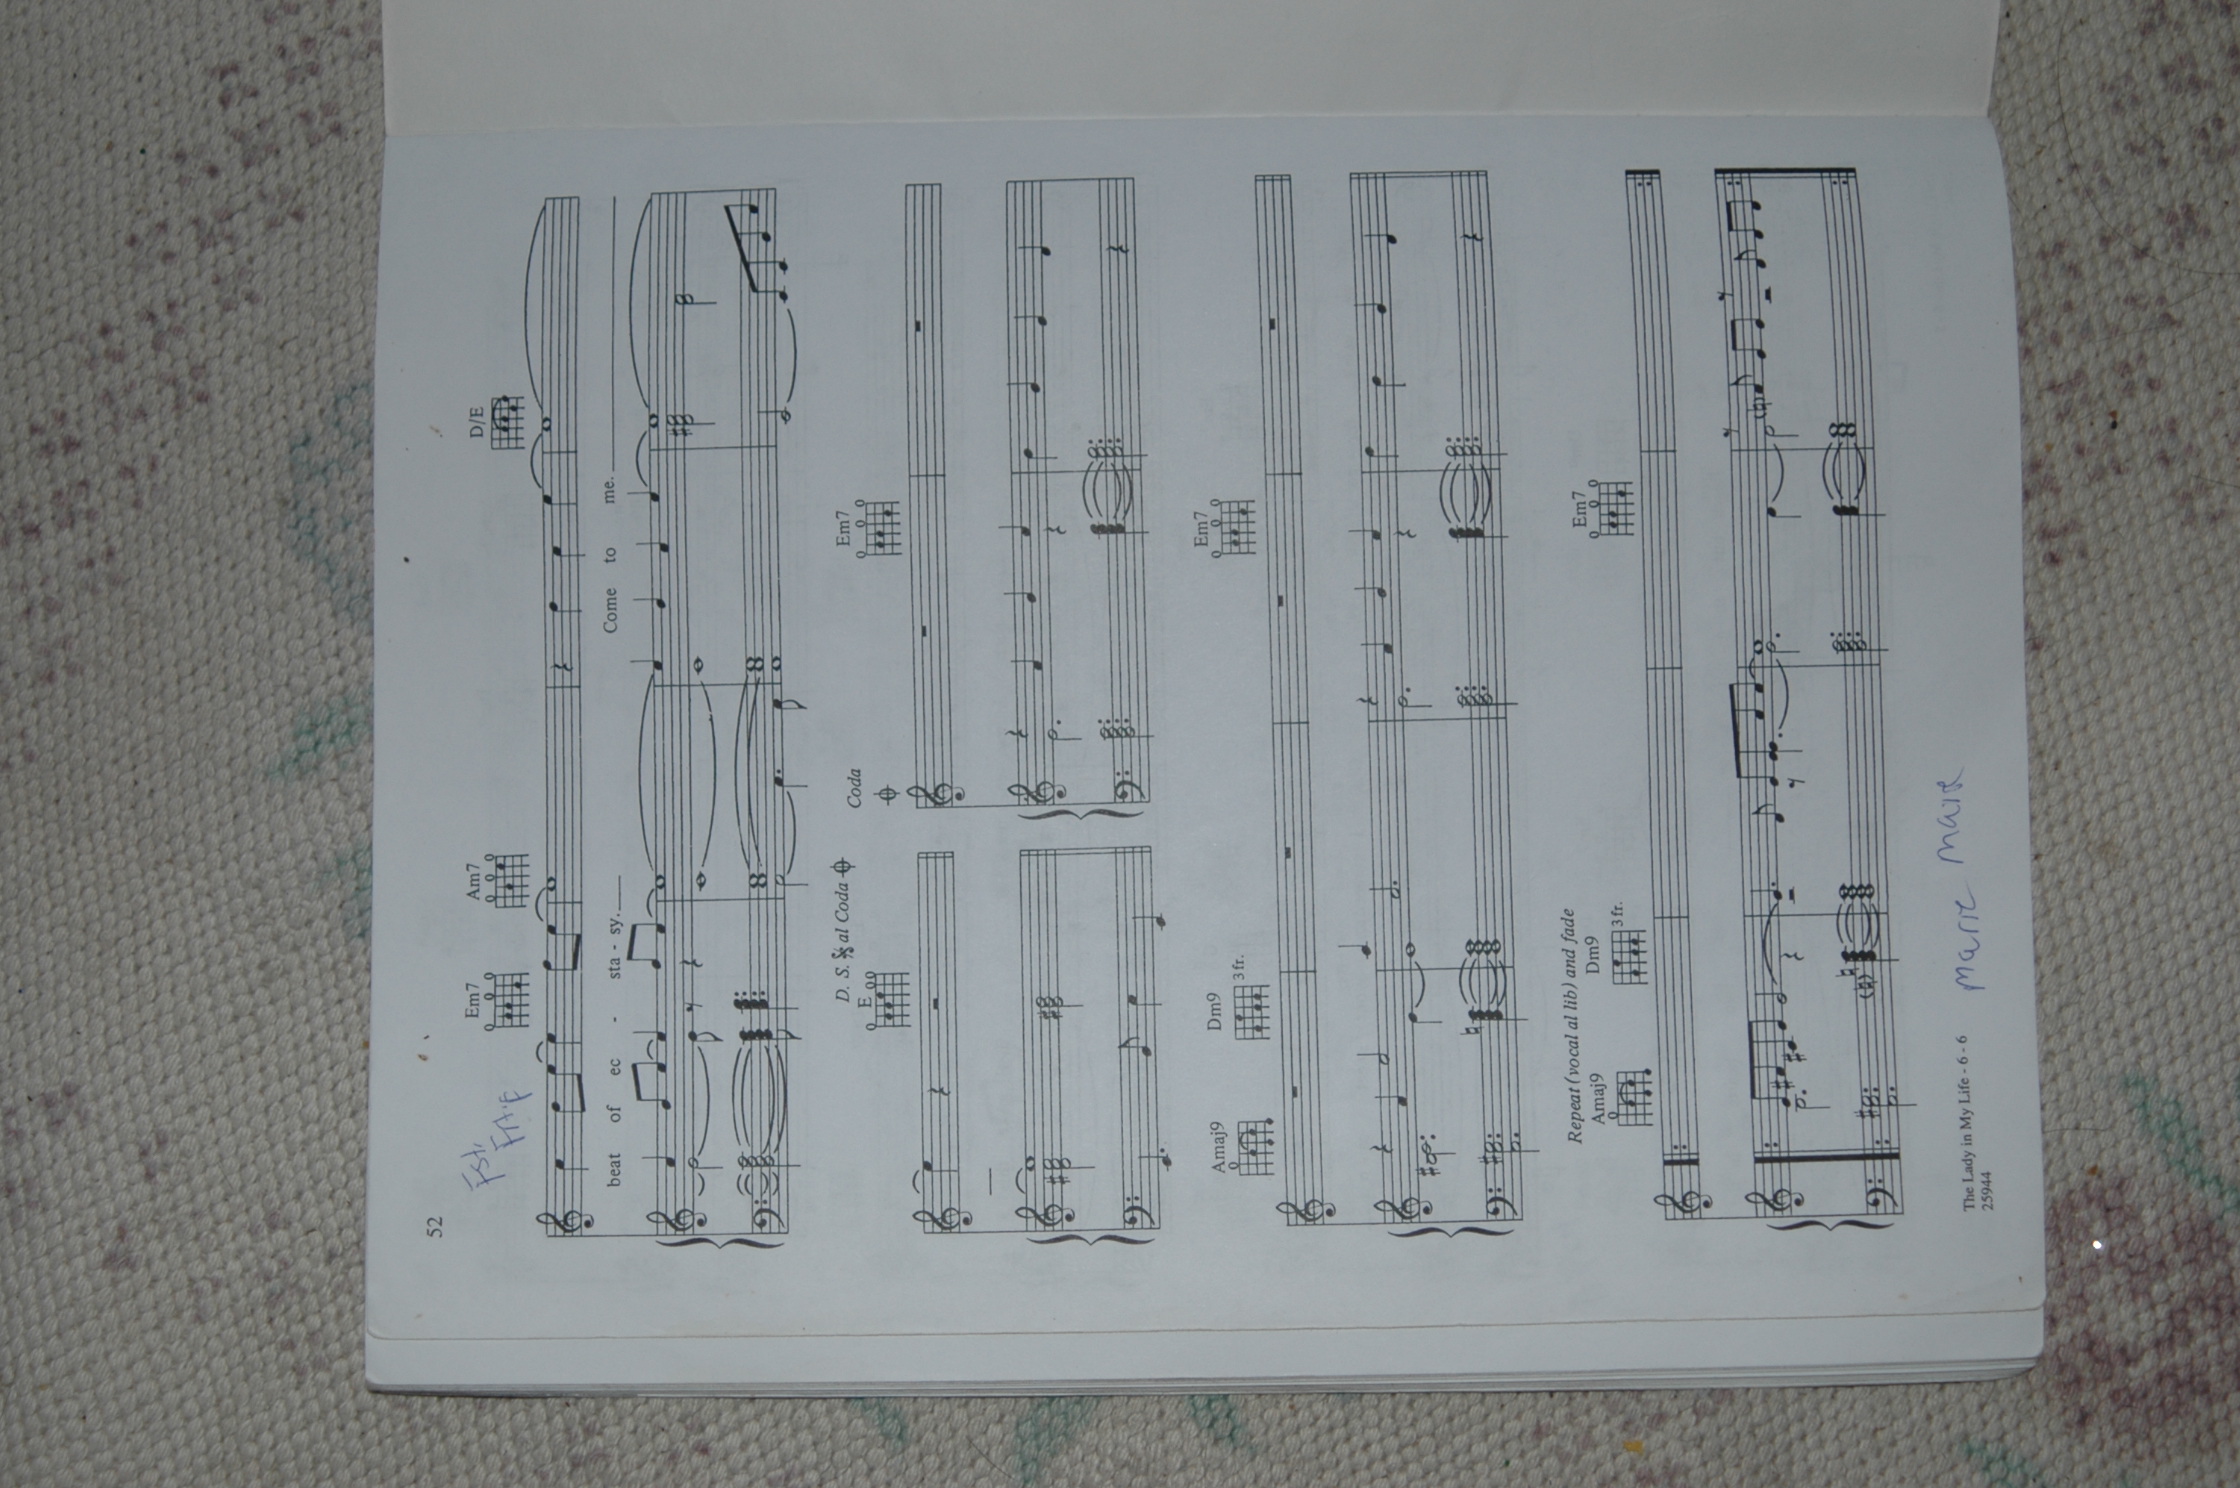 52
Em7 Am7 D/E
beat of ec - sta - sy. Come to me.
D. S. al Coda
Coda
E Em7
Amaj9 Dm9 3 fr. Em7
Repeat (vocal al lib) and fade
Amaj9 Dm9 3 fr. Em7
The Lady in My Life - 6 - 6
25944